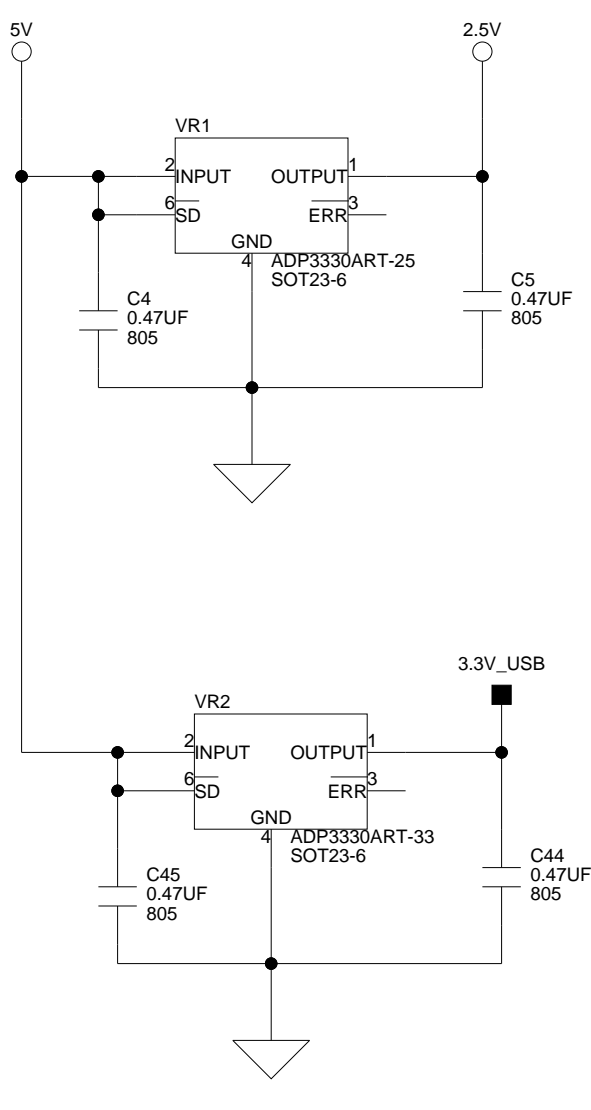 5V
2.5V
VR1
2
INPUT
OUTPUT
1
6
SD
ERR
3
GND
4
ADP3330ART-25
SOT23-6
C4
0.47UF
805
C5
0.47UF
805
3.3V_USB
VR2
2
INPUT
OUTPUT
1
6
SD
ERR
3
GND
4
ADP3330ART-33
SOT23-6
C45
0.47UF
805
C44
0.47UF
805